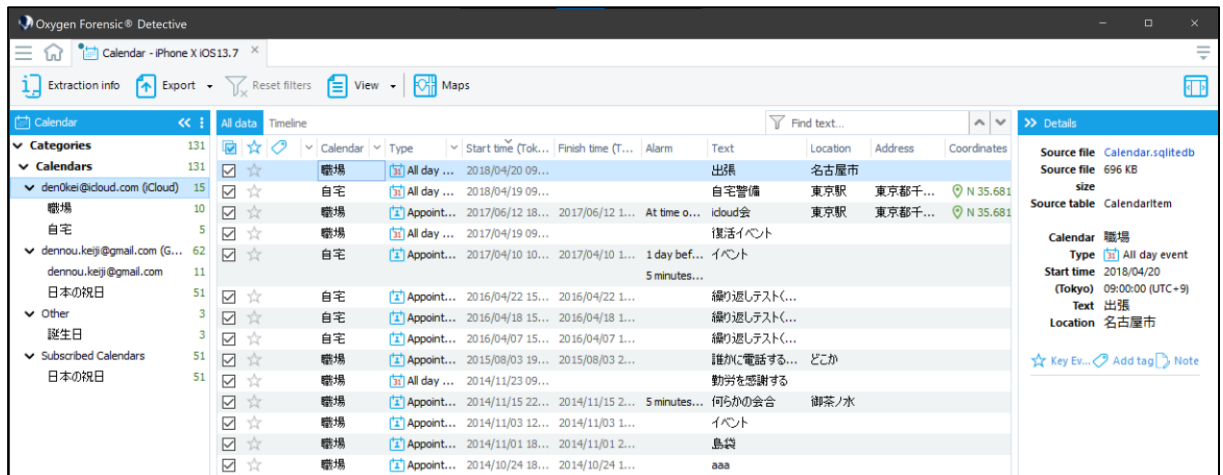 Oxygen Forensic® Detective
Calendar - iPhone X iOS13.7
Extraction info Export Reset filters View Maps
Calendar
Categories 131
Calendars 131
den0kei@icloud.com (iCloud) 15
職場 10
自宅 5
dennou.keiji@gmail.com (G... 62
dennou.keiji@gmail.com 11
日本の祝日 51
Other 3
誕生日 3
Subscribed Calendars 51
日本の祝日 51
All data Timeline Find text...
Calendar Type Start time (Tok... Finish time (T... Alarm Text Location Address Coordinates
職場 31 All day ... 2018/04/20 09... 出張 名古屋市
自宅 31 All day ... 2018/04/19 09... 自宅警備 東京駅 東京都千... N 35.681
職場 Appoint... 2017/06/12 18... 2017/06/12 1... At time o... icloud会 東京駅 東京都千... N 35.681
職場 31 All day ... 2017/04/19 09... 復活イベント
自宅 Appoint... 2017/04/10 10... 2017/04/10 1... 1 day bef... イベント
5 minutes...
自宅 Appoint... 2016/04/22 15... 2016/04/22 1... 繰り返しテスト(...
自宅 Appoint... 2016/04/18 15... 2016/04/18 1... 繰り返しテスト(...
自宅 Appoint... 2016/04/07 15... 2016/04/07 1... 繰り返しテスト(...
職場 Appoint... 2015/08/03 19... 2015/08/03 2... 誰かに電話する... どこか
職場 31 All day ... 2014/11/23 09... 勤労を感謝する
職場 Appoint... 2014/11/15 22... 2014/11/15 2... 5 minutes... 何らかの会合 御茶ノ水
職場 Appoint... 2014/11/03 12... 2014/11/03 1... イベント
職場 Appoint... 2014/11/01 18... 2014/11/01 2... 島袋
職場 Appoint... 2014/10/24 18... 2014/10/24 1... aaa
Details
Source file Calendar.sqlitedb
Source file size 696 KB
Source table CalendarItem
Calendar 職場
Type 31 All day event
Start time (Tokyo) 2018/04/20 09:00:00 (UTC+9)
Text 出張
Location 名古屋市
Key Ev... Add tag Note